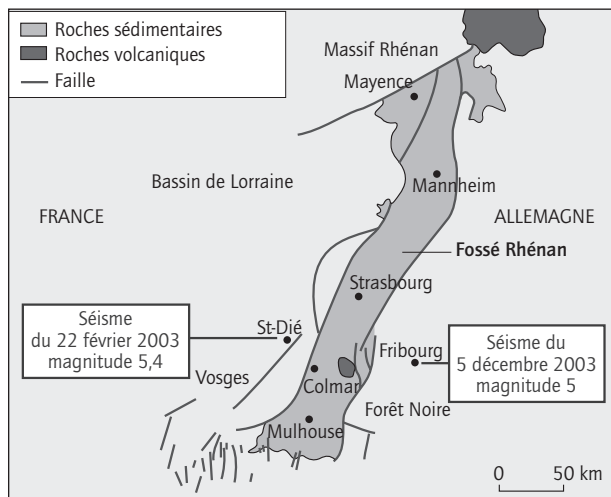 Roches sédimentaires
Roches volcaniques
Faille
Massif Rhénan
Mayence
Bassin de Lorraine
Mannheim
FRANCE
ALLEMAGNE
Fossé Rhénan
Strasbourg
Séisme
du 22 février 2003
magnitude 5,4
St-Dié
Fribourg
Séisme du
5 décembre 2003
magnitude 5
Vosges
Colmar
Forêt Noire
Mulhouse
0 50 km